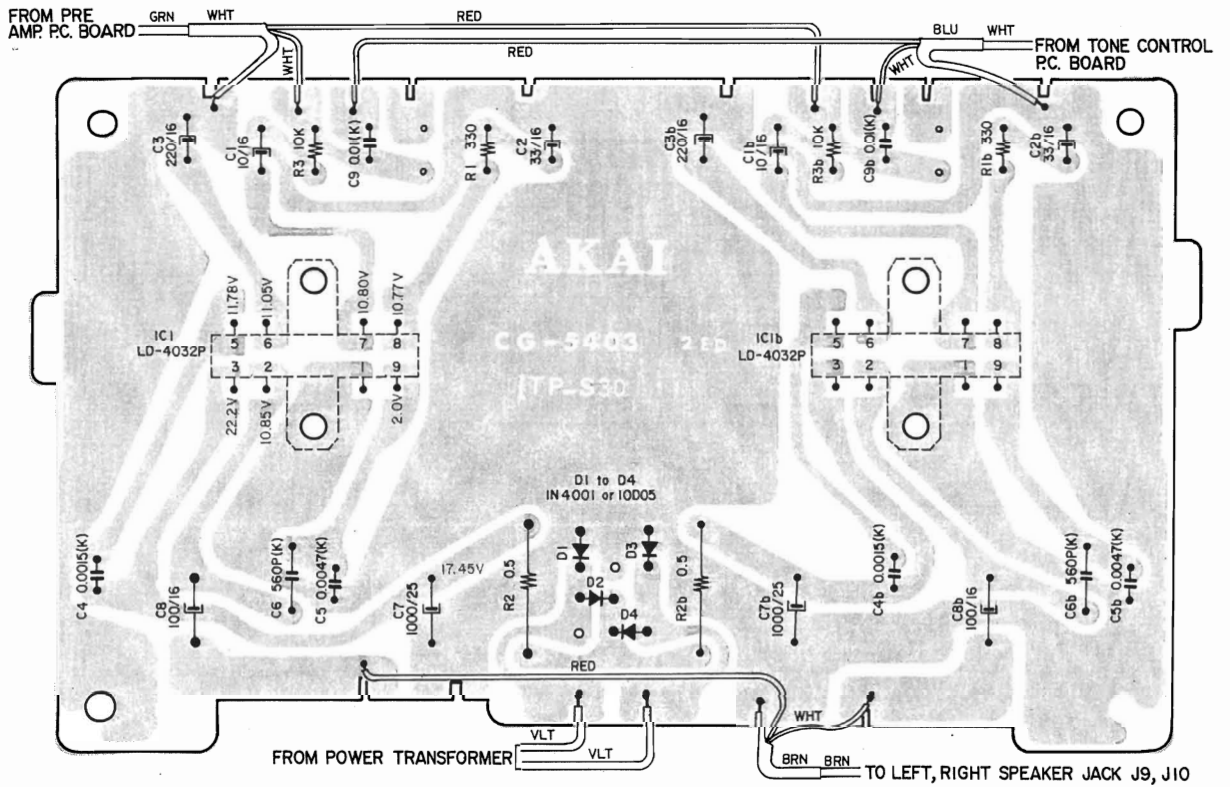 FROM PRE
AMP. P.C. BOARD
GRN
WHT
RED
WHT
RED
BLU
WHT
WHT
FROM TONE CONTROL
P.C. BOARD
C3
220/16
C1
10/16
R3 10K
C9 0.01(K)
R1 330
C2
33/16
C3b
220/16
C1b
10/16
R3b 10K
C9b 0.01(K)
R1b 330
C2b
33/16
AKAI
CG-5403 2 ED
ITP-S30
11.78V
11.05V
10.80V
10.77V
IC1
LD-4032P
5 6 7 8
3 2 1 9
22.2V
10.85V
2.0V
IC1b
LD-4032P
5 6 7 8
3 2 1 9
D1 to D4
IN4001 or 10D05
C4 0.0015(K)
C8
100/16
C6 560P(K)
C5 0.0047(K)
C7
1000/25
17.45V
R2 0.5
D1
D2
D3
D4
R2b 0.5
C7b
1000/25
C4b 0.0015(K)
C8b
100/16
C6b 560P(K)
C5b 0.0047(K)
RED
WHT
VLT
VLT
FROM POWER TRANSFORMER
BRN
BRN
TO LEFT, RIGHT SPEAKER JACK J9, J10